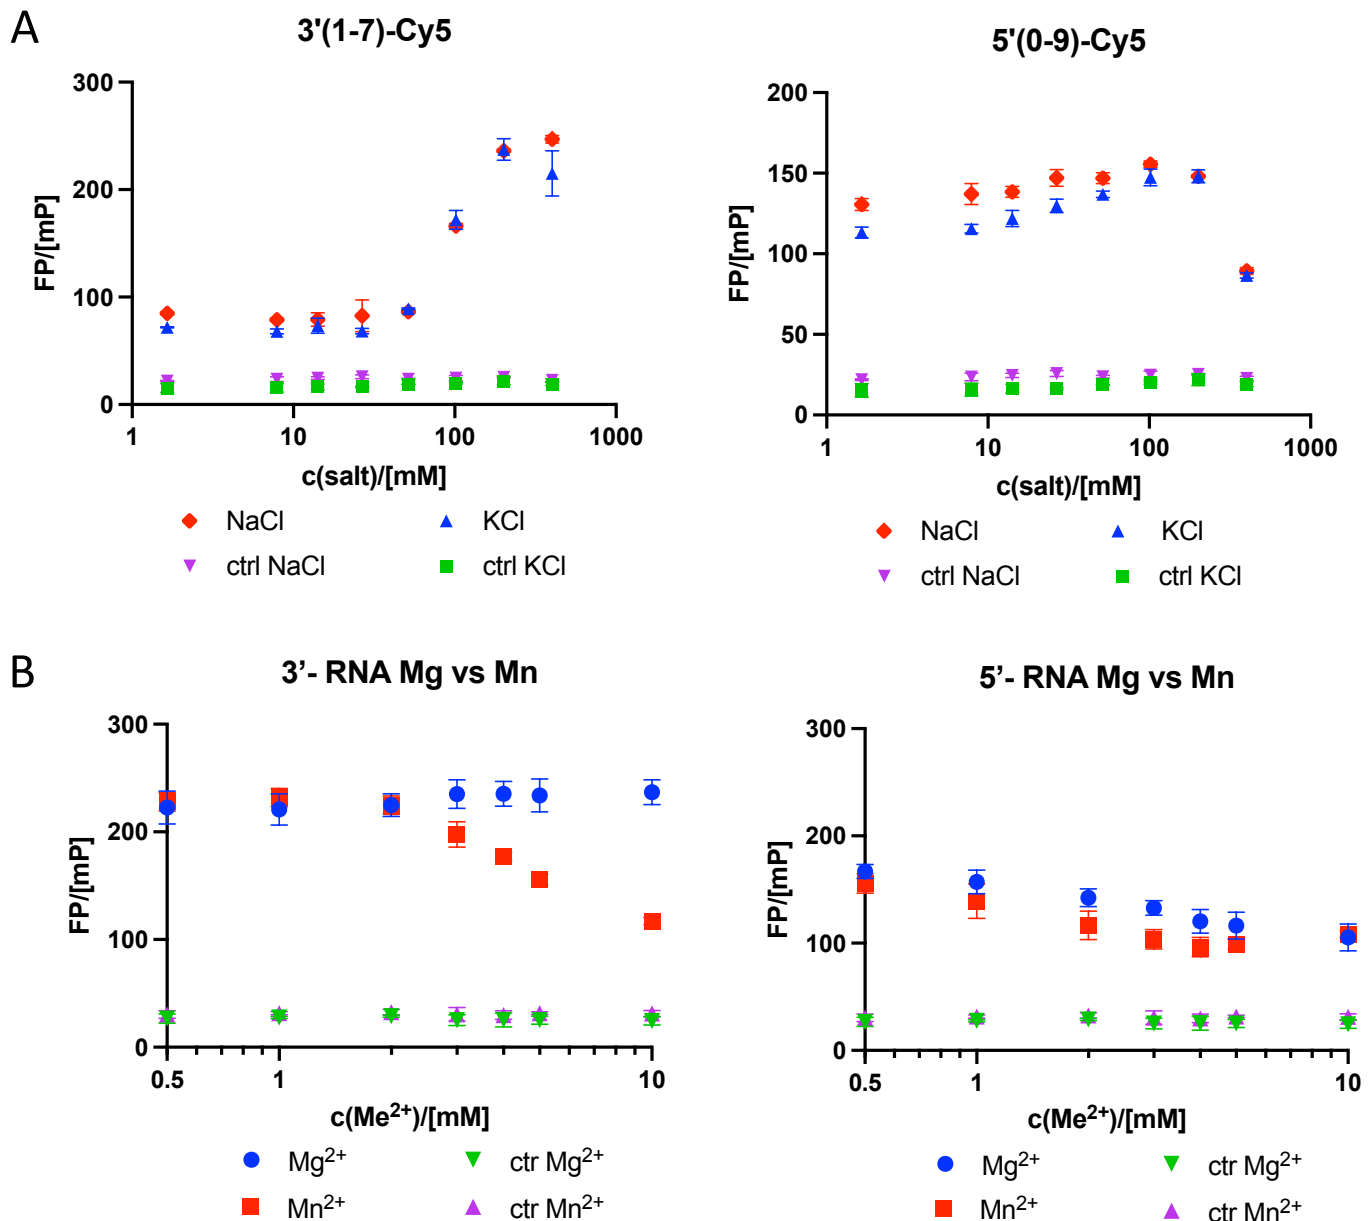 A
3'(1-7)-Cy5
300
200
100
0
FP/[mP]
1
10
100
1000
c(salt)/[mM]
NaCl
KCl
ctrl NaCl
ctrl KCl
5'(0-9)-Cy5
200
150
100
50
0
FP/[mP]
1
10
100
1000
c(salt)/[mM]
NaCl
KCl
ctrl NaCl
ctrl KCl
B
3’- RNA Mg vs Mn
300
200
100
0
FP/[mP]
0.5
1
10
c(Me²⁺)/[mM]
Mg²⁺
ctr Mg²⁺
Mn²⁺
ctr Mn²⁺
5’- RNA Mg vs Mn
300
200
100
0
FP/[mP]
0.5
1
10
c(Me²⁺)/[mM]
Mg²⁺
ctr Mg²⁺
Mn²⁺
ctr Mn²⁺